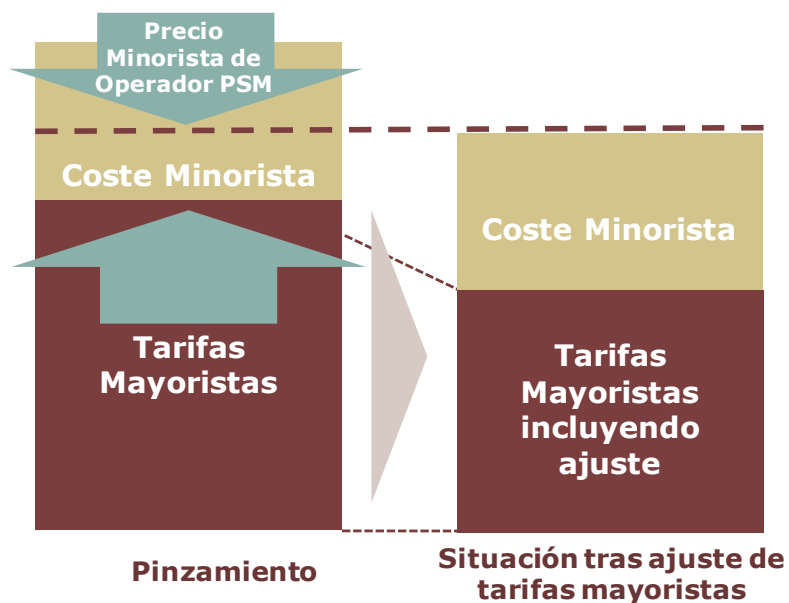 Precio
Minorista de
Operador PSM
Coste Minorista
Tarifas
Mayoristas
Coste Minorista
Tarifas
Mayoristas
incluyendo
ajuste
Pinzamiento
Situación tras ajuste de
tarifas mayoristas